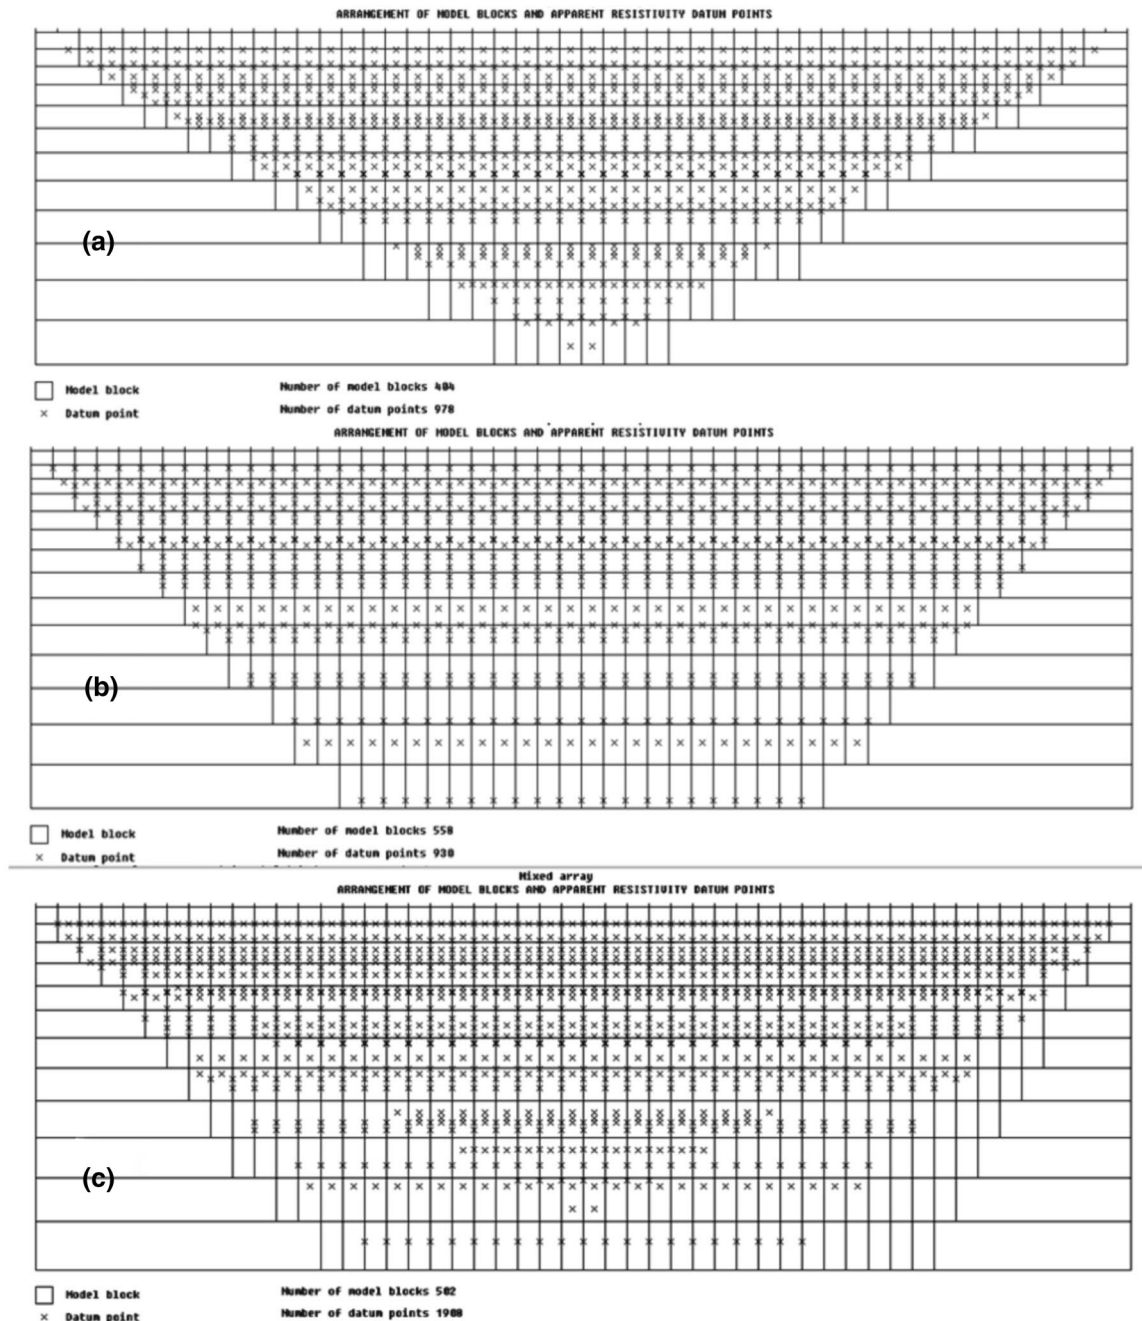 ARRANGEMENT OF MODEL BLOCKS AND APPARENT RESISTIVITY DATUM POINTS
(a)
Model block Number of model blocks 404
Datum point Number of datum points 978
ARRANGEMENT OF MODEL BLOCKS AND APPARENT RESISTIVITY DATUM POINTS
(b)
Model block Number of model blocks 558
Datum point Number of datum points 930
Mixed array
ARRANGEMENT OF MODEL BLOCKS AND APPARENT RESISTIVITY DATUM POINTS
(c)
Model block Number of model blocks 502
Datum point Number of datum points 1908